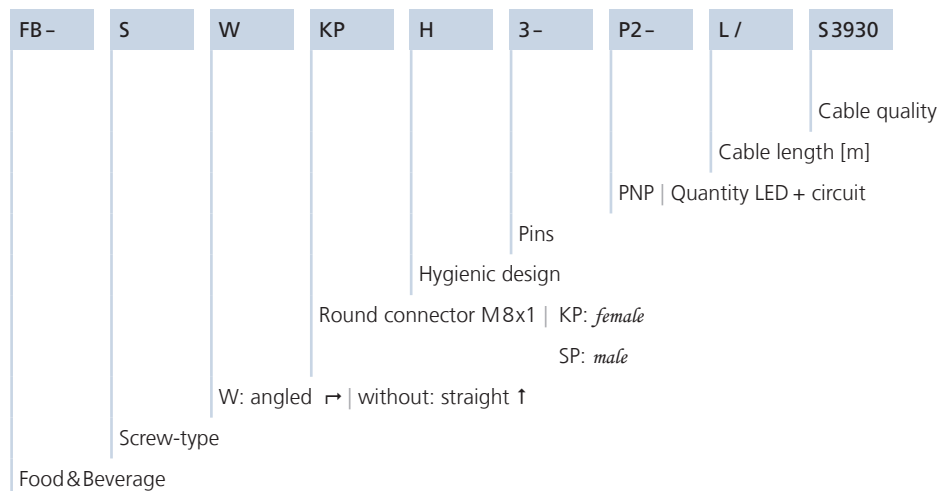 FB- S W KP H 3- P2- L / S3930
Cable quality
Cable length [m]
PNP | Quantity LED + circuit
Pins
Hygienic design
Round connector M8x1 | KP: female
SP: male
W: angled ↱ | without: straight ↑
Screw-type
Food&Beverage